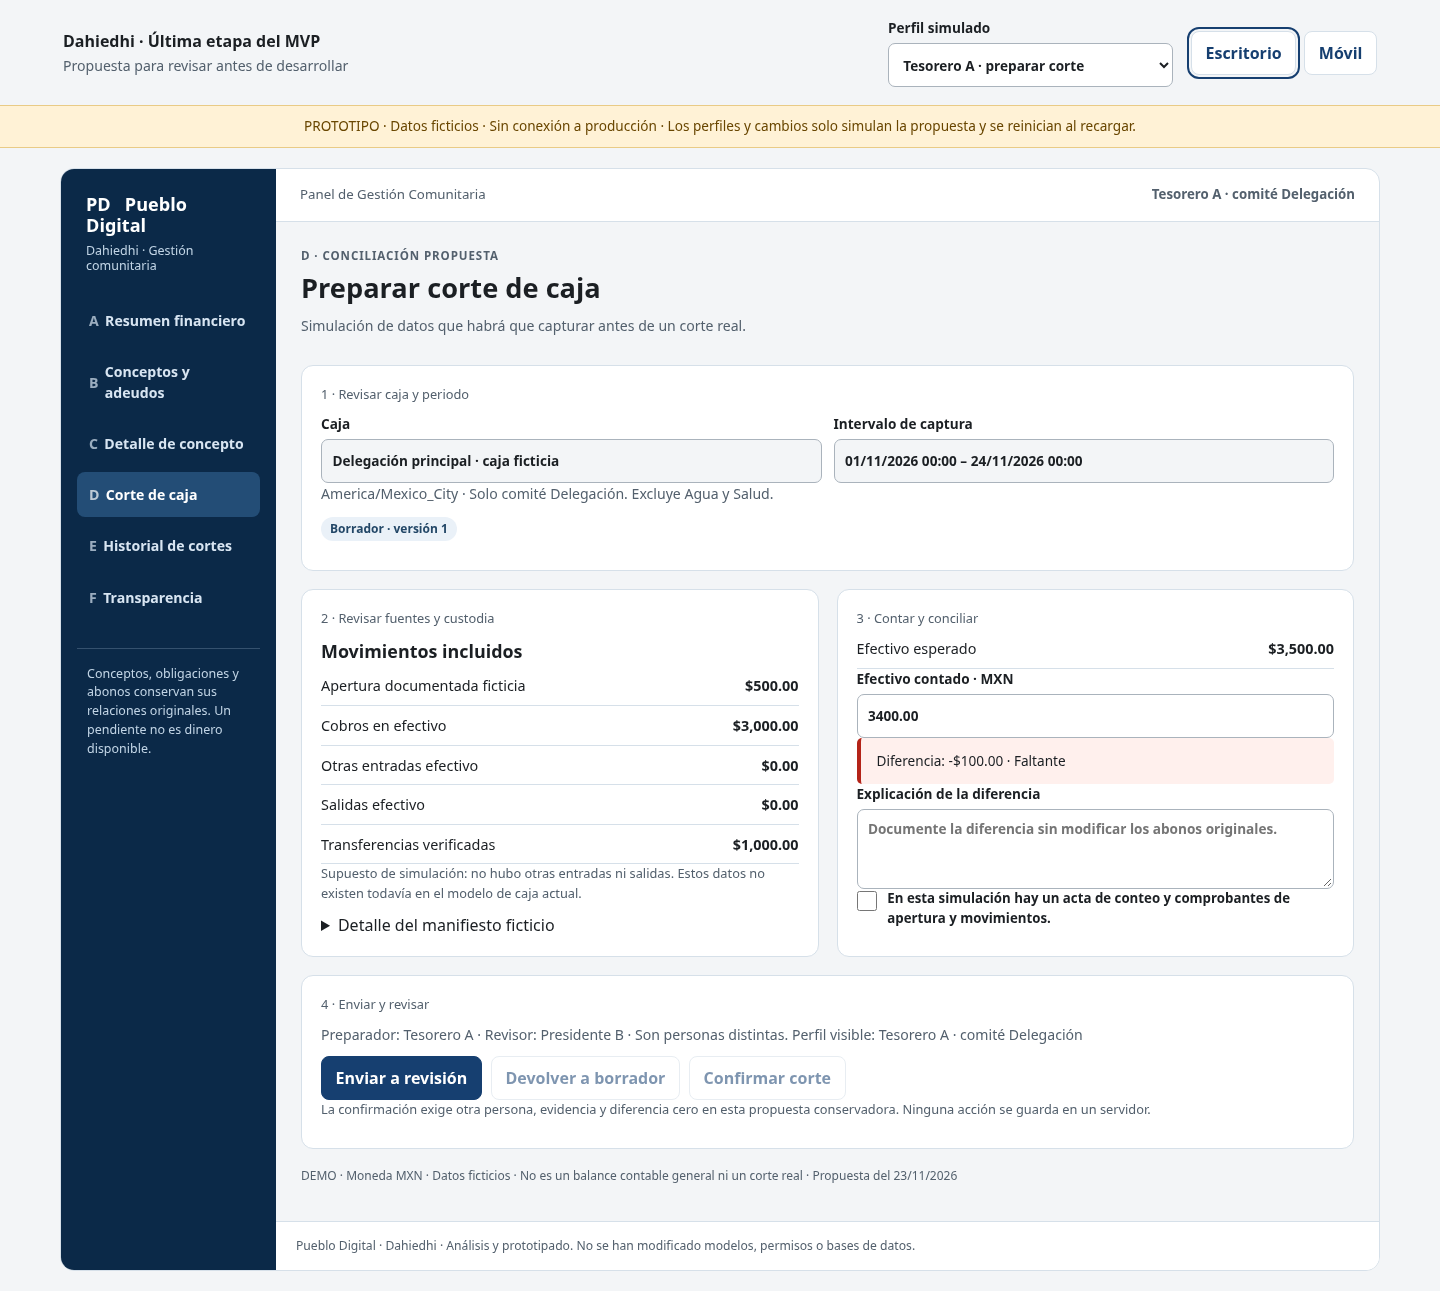 Dahiedhi · Última etapa del MVP
Propuesta para revisar antes de desarrollar
Perfil simulado
Tesorero A · preparar corte
Escritorio
Móvil
PROTOTIPO · Datos ficticios · Sin conexión a producción · Los perfiles y cambios solo simulan la propuesta y se reinician al recargar.
PD Pueblo
Digital
Dahiedhi · Gestión
comunitaria
A Resumen financiero
B Conceptos y
adeudos
C Detalle de concepto
D Corte de caja
E Historial de cortes
F Transparencia
Conceptos, obligaciones y
abonos conservan sus
relaciones originales. Un
pendiente no es dinero
disponible.
Panel de Gestión Comunitaria
Tesorero A · comité Delegación
D · CONCILIACIÓN PROPUESTA
Preparar corte de caja
Simulación de datos que habrá que capturar antes de un corte real.
1 · Revisar caja y periodo
Caja
Delegación principal · caja ficticia
Intervalo de captura
01/11/2026 00:00 – 24/11/2026 00:00
America/Mexico_City · Solo comité Delegación. Excluye Agua y Salud.
Borrador · versión 1
2 · Revisar fuentes y custodia
Movimientos incluidos
Apertura documentada ficticia $500.00
Cobros en efectivo $3,000.00
Otras entradas efectivo $0.00
Salidas efectivo $0.00
Transferencias verificadas $1,000.00
Supuesto de simulación: no hubo otras entradas ni salidas. Estos datos no
existen todavía en el modelo de caja actual.
Detalle del manifiesto ficticio
3 · Contar y conciliar
Efectivo esperado $3,500.00
Efectivo contado · MXN
3400.00
Diferencia: -$100.00 · Faltante
Explicación de la diferencia
Documente la diferencia sin modificar los abonos originales.
En esta simulación hay un acta de conteo y comprobantes de
apertura y movimientos.
4 · Enviar y revisar
Preparador: Tesorero A · Revisor: Presidente B · Son personas distintas. Perfil visible: Tesorero A · comité Delegación
Enviar a revisión
Devolver a borrador
Confirmar corte
La confirmación exige otra persona, evidencia y diferencia cero en esta propuesta conservadora. Ninguna acción se guarda en un servidor.
DEMO · Moneda MXN · Datos ficticios · No es un balance contable general ni un corte real · Propuesta del 23/11/2026
Pueblo Digital · Dahiedhi · Análisis y prototipado. No se han modificado modelos, permisos o bases de datos.